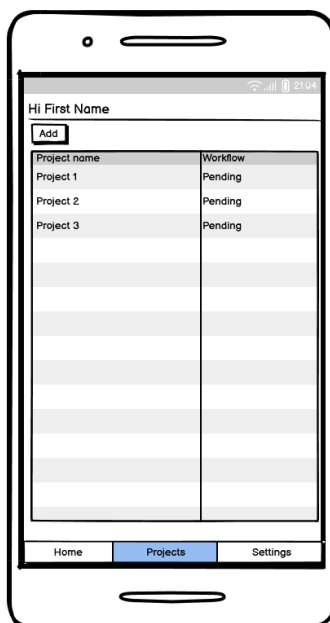 21:04
Hi First Name
Add
Project name Workflow
Project 1 Pending
Project 2 Pending
Project 3 Pending
Home Projects Settings